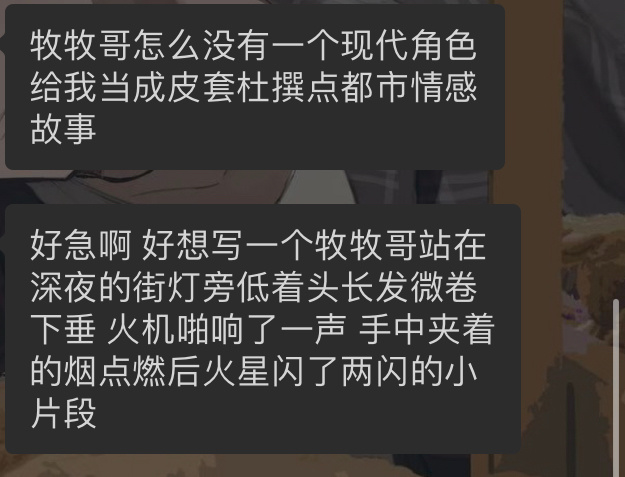 牧牧哥怎么没有一个现代角色
给我当成皮套杜撰点都市情感
故事
好急啊 好想写一个牧牧哥站在
深夜的街灯旁低着头长发微卷
下垂 火机啪响了一声 手中夹着
的烟点燃后火星闪了两闪的小
片段